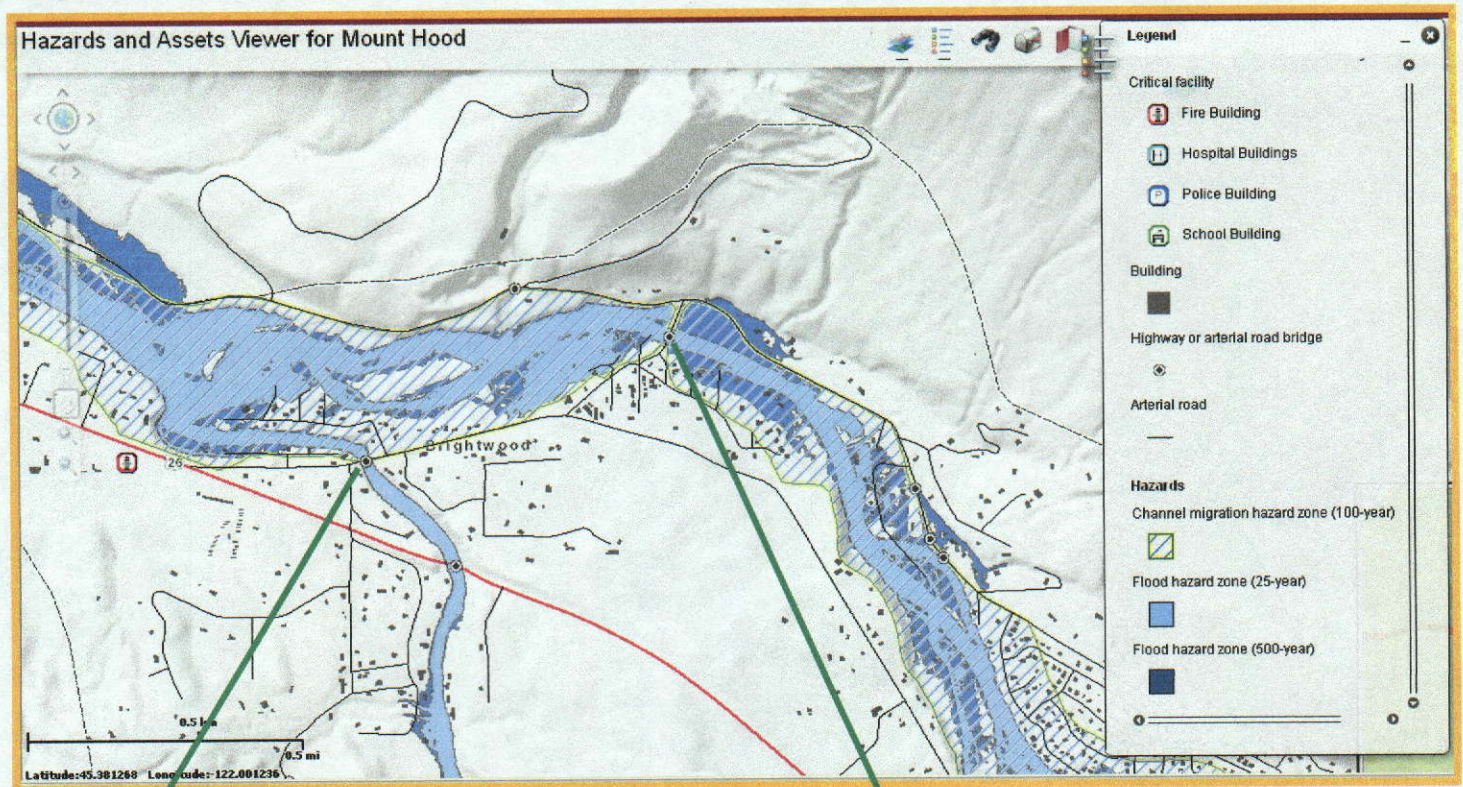 Hazards and Assets Viewer for Mount Hood
Legend
Critical facility
Fire Building
Hospital Buildings
Police Building
School Building
Building
Highway or arterial road bridge
Arterial road
Hazards
Channel migration hazard zone (100-year)
Flood hazard zone (25-year)
Flood hazard zone (500-year)
Brightwood
26
0.5
0.5 mi
Latitude:45.381268 :-122.001236